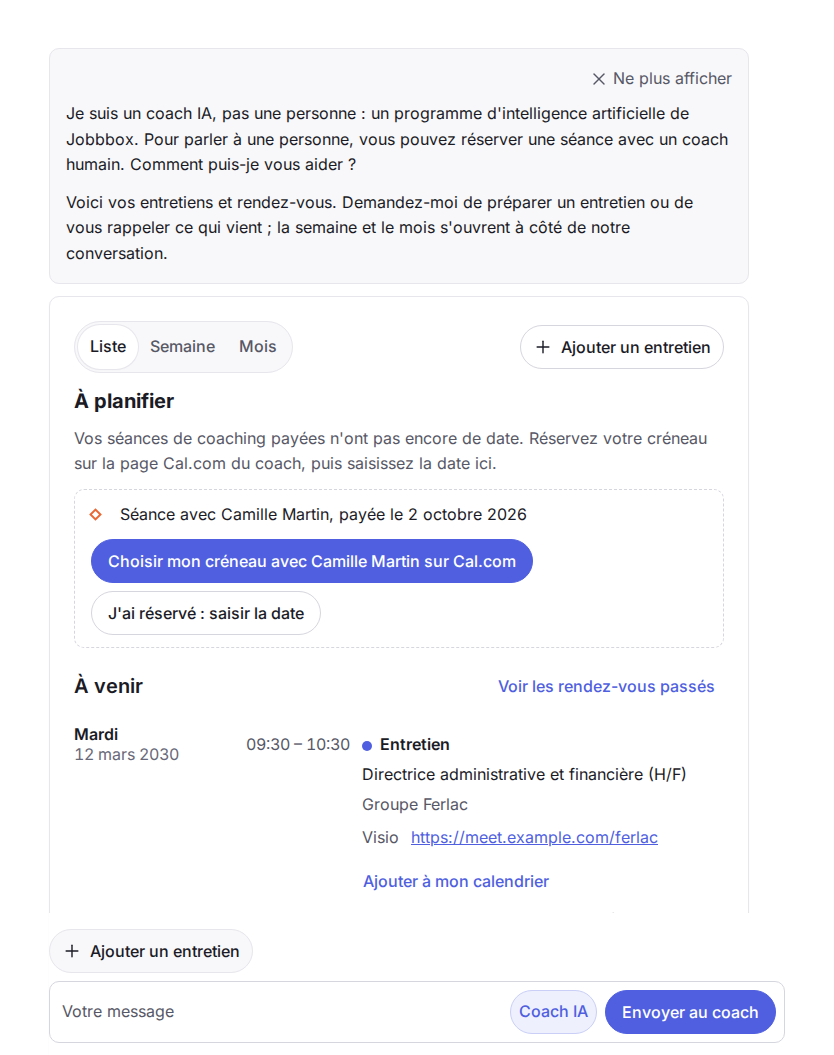 Ne plus afficher
Je suis un coach IA, pas une personne : un programme d'intelligence artificielle de
Jobbbox. Pour parler à une personne, vous pouvez réserver une séance avec un coach
humain. Comment puis-je vous aider ?
Voici vos entretiens et rendez-vous. Demandez-moi de préparer un entretien ou de
vous rappeler ce qui vient ; la semaine et le mois s'ouvrent à côté de notre
conversation.
Liste Semaine Mois
Ajouter un entretien
À planifier
Vos séances de coaching payées n'ont pas encore de date. Réservez votre créneau
sur la page Cal.com du coach, puis saisissez la date ici.
Séance avec Camille Martin, payée le 2 octobre 2026
Choisir mon créneau avec Camille Martin sur Cal.com
J'ai réservé : saisir la date
À venir
Voir les rendez-vous passés
Mardi
12 mars 2030
09:30 – 10:30
Entretien
Directrice administrative et financière (H/F)
Groupe Ferlac
Visio https://meet.example.com/ferlac
Ajouter à mon calendrier
Ajouter un entretien
Votre message
Coach IA
Envoyer au coach